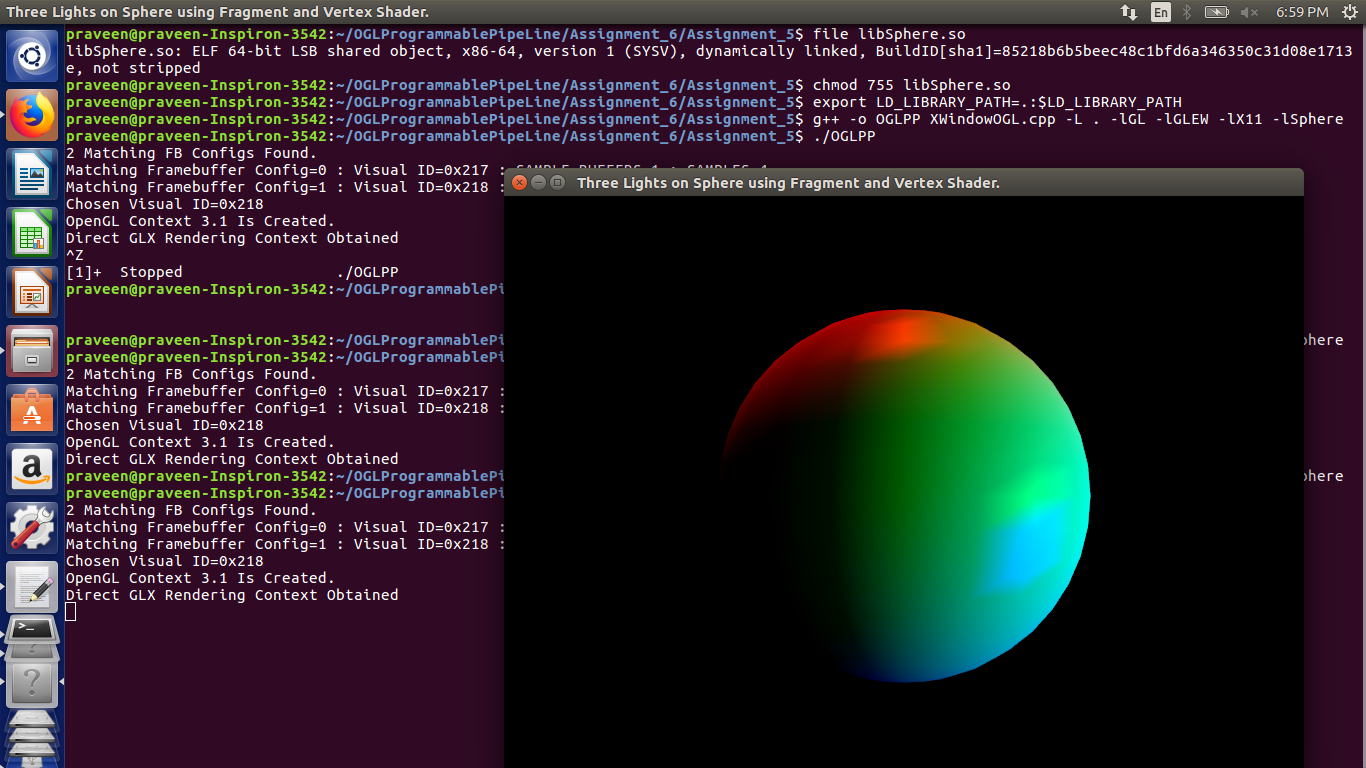 Three Lights on Sphere using Fragment and Vertex Shader.
En
6:59 PM
praveen@praveen-Inspiron-3542:~/OGLProgrammablePipeLine/Assignment_6/Assignment_5$ file libSphere.so
libSphere.so: ELF 64-bit LSB shared object, x86-64, version 1 (SYSV), dynamically linked, BuildID[sha1]=85218b6b5beec48c1bfd6a346350c31d08e1713
e, not stripped
praveen@praveen-Inspiron-3542:~/OGLProgrammablePipeLine/Assignment_6/Assignment_5$ chmod 755 libSphere.so
praveen@praveen-Inspiron-3542:~/OGLProgrammablePipeLine/Assignment_6/Assignment_5$ export LD_LIBRARY_PATH=.:$LD_LIBRARY_PATH
praveen@praveen-Inspiron-3542:~/OGLProgrammablePipeLine/Assignment_6/Assignment_5$ g++ -o OGLPP XWindowOGL.cpp -L . -lGL -lGLEW -lX11 -lSphere
praveen@praveen-Inspiron-3542:~/OGLProgrammablePipeLine/Assignment_6/Assignment_5$ ./OGLPP
2 Matching FB Configs Found.
Matching Framebuffer Config=0 : Visual ID=0x217 : SAMPLE_BUFFERS=1 : SAMPLES=1
Matching Framebuffer Config=1 : Visual ID=0x218 :
Chosen Visual ID=0x218
OpenGL Context 3.1 Is Created.
Direct GLX Rendering Context Obtained
^Z
[1]+  Stopped                 ./OGLPP
praveen@praveen-Inspiron-3542:~/OGLProgrammablePi
praveen@praveen-Inspiron-3542:~/OGLProgrammablePi here
praveen@praveen-Inspiron-3542:~/OGLProgrammablePi
2 Matching FB Configs Found.
Matching Framebuffer Config=0 : Visual ID=0x217 :
Matching Framebuffer Config=1 : Visual ID=0x218 :
Chosen Visual ID=0x218
OpenGL Context 3.1 Is Created.
Direct GLX Rendering Context Obtained
praveen@praveen-Inspiron-3542:~/OGLProgrammablePi here
praveen@praveen-Inspiron-3542:~/OGLProgrammablePi
2 Matching FB Configs Found.
Matching Framebuffer Config=0 : Visual ID=0x217 :
Matching Framebuffer Config=1 : Visual ID=0x218 :
Chosen Visual ID=0x218
OpenGL Context 3.1 Is Created.
Direct GLX Rendering Context Obtained
Three Lights on Sphere using Fragment and Vertex Shader.